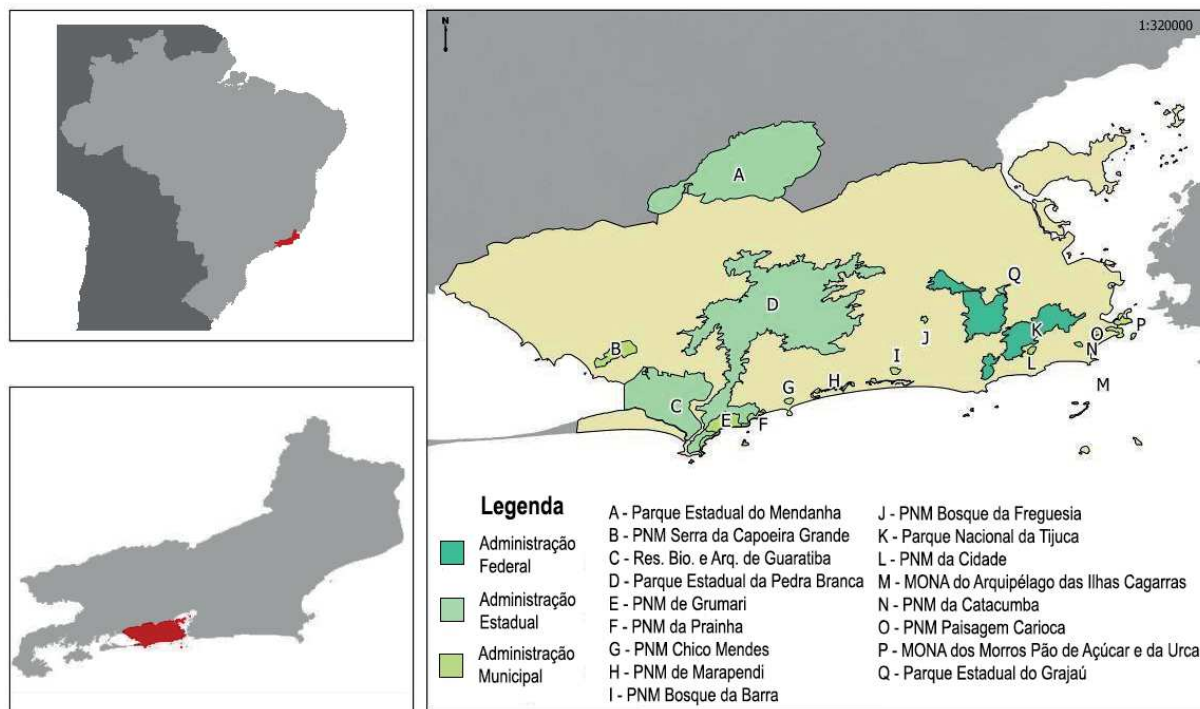 N
1:320000
A
Q
D
K
J
O
P
B
N
I
L
M
C
G
H
E
F
Legenda
Administração
Federal
Administração
Estadual
Administração
Municipal
A - Parque Estadual do Mendanha
B - PNM Serra da Capoeira Grande
C - Res. Bio. e Arq. de Guaratiba
D - Parque Estadual da Pedra Branca
E - PNM de Grumari
F - PNM da Prainha
G - PNM Chico Mendes
H - PNM de Marapendi
I - PNM Bosque da Barra
J - PNM Bosque da Freguesia
K - Parque Nacional da Tijuca
L - PNM da Cidade
M - MONA do Arquipélago das Ilhas Cagarras
N - PNM da Catacumba
O - PNM Paisagem Carioca
P - MONA dos Morros Pão de Açúcar e da Urca
Q - Parque Estadual do Grajaú